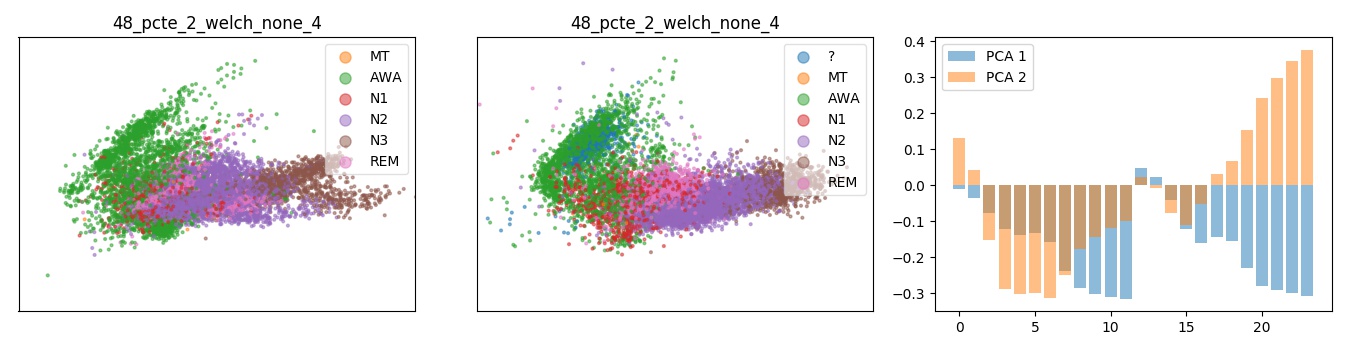 48_pcte_2_welch_none_4
MT
AWA
N1
N2
N3
REM
48_pcte_2_welch_none_4
?
MT
AWA
N1
N2
N3
REM
PCA 1
PCA 2
0.4
0.3
0.2
0.1
0.0
−0.1
−0.2
−0.3
0
5
10
15
20